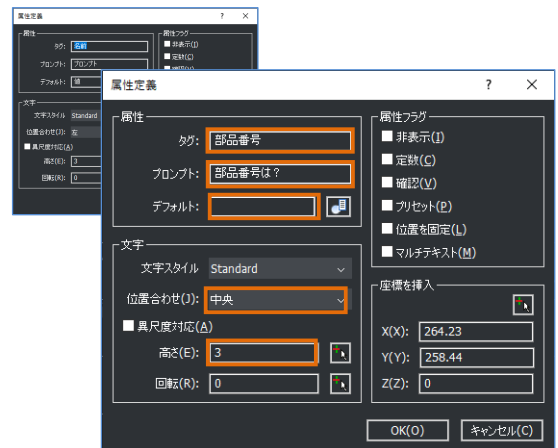 属性定義
? ×
属性
タグ: 名前
プロンプト: プロンプト
デフォルト: 値
属性フラグ
非表示(I)
定数(C)
文字
文字スタイル Standard
位置合わせ(J): 左
異尺度対応(A)
高さ(E): 3
回転(R): 0
属性定義
? ×
属性
タグ: 部品番号
プロンプト: 部品番号は?
デフォルト:
文字
文字スタイル Standard
位置合わせ(J): 中央
異尺度対応(A)
高さ(E): 3
回転(R): 0
属性フラグ
非表示(I)
定数(C)
確認(V)
プリセット(P)
位置を固定(L)
マルチテキスト(M)
座標を挿入
X(X): 264.23
Y(Y): 258.44
Z(Z): 0
OK(O) キャンセル(C)